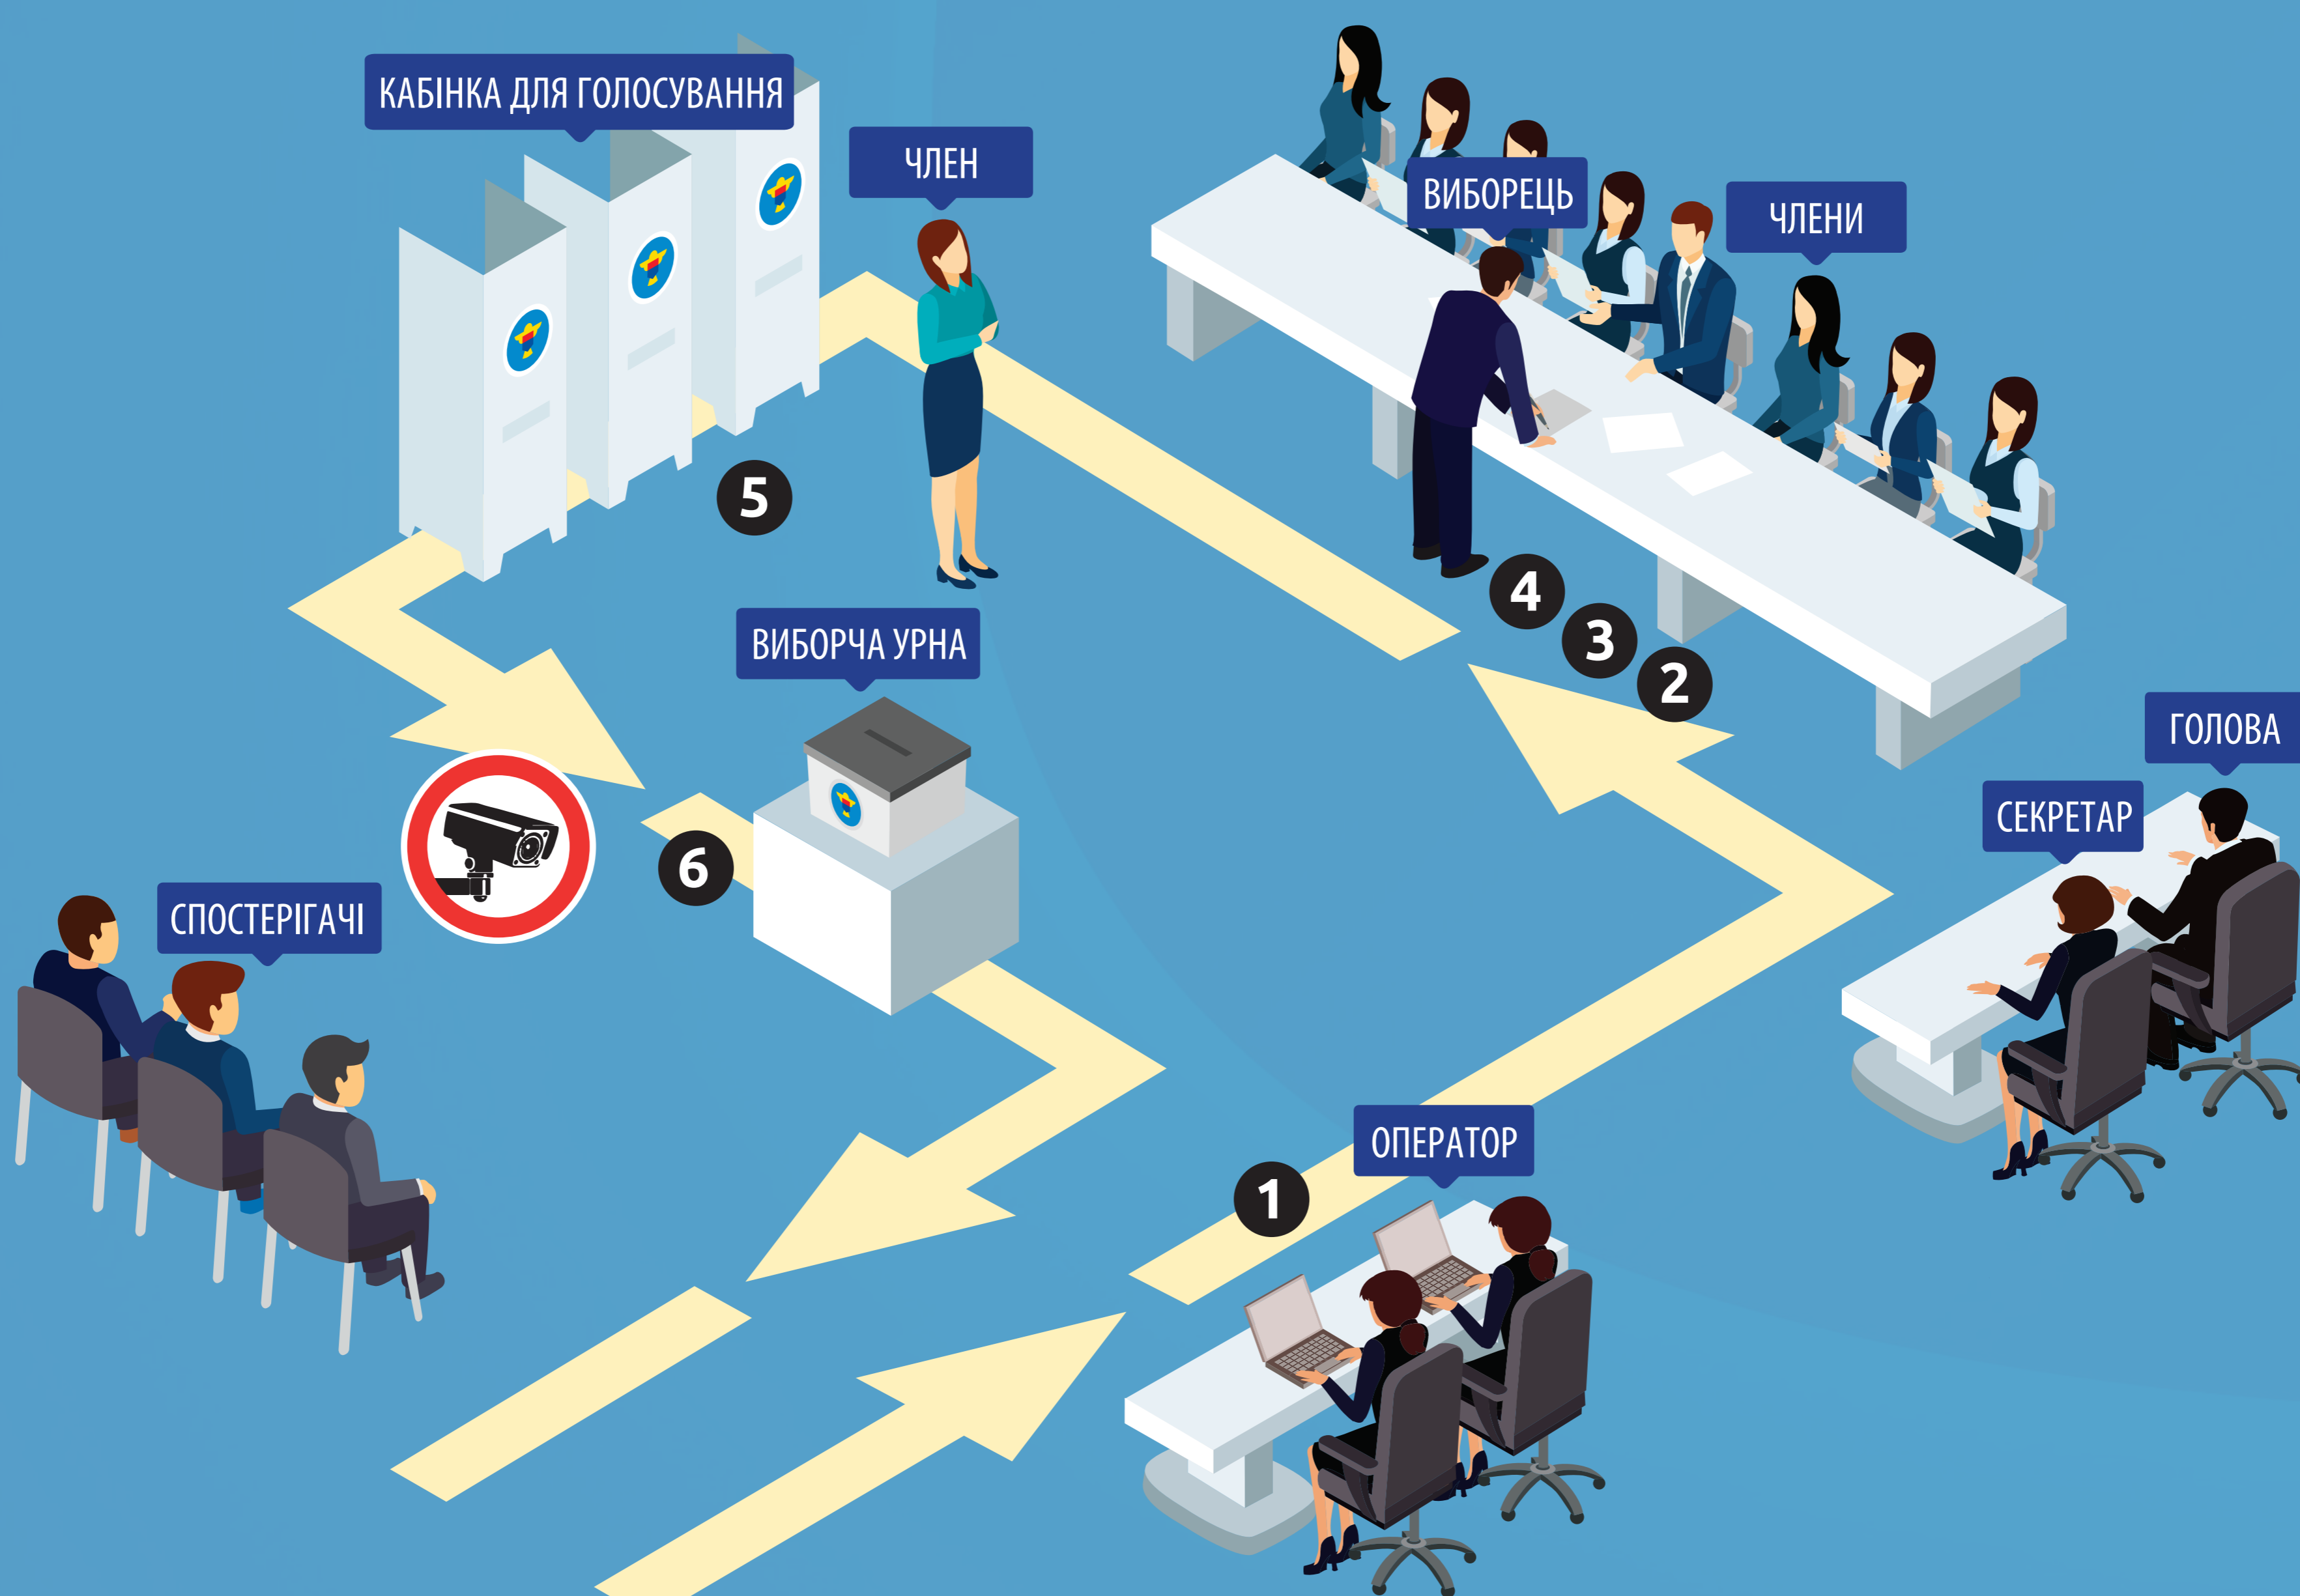 КАБІНКА ДЛЯ ГОЛОСУВАННЯ
ЧЛЕН
ВИБОРЕЦЬ
ЧЛЕНИ
5
4
3
2
ВИБОРЧА УРНА
ГОЛОВА
СЕКРЕТАР
6
СПОСТЕРІГАЧІ
ОПЕРАТОР
1